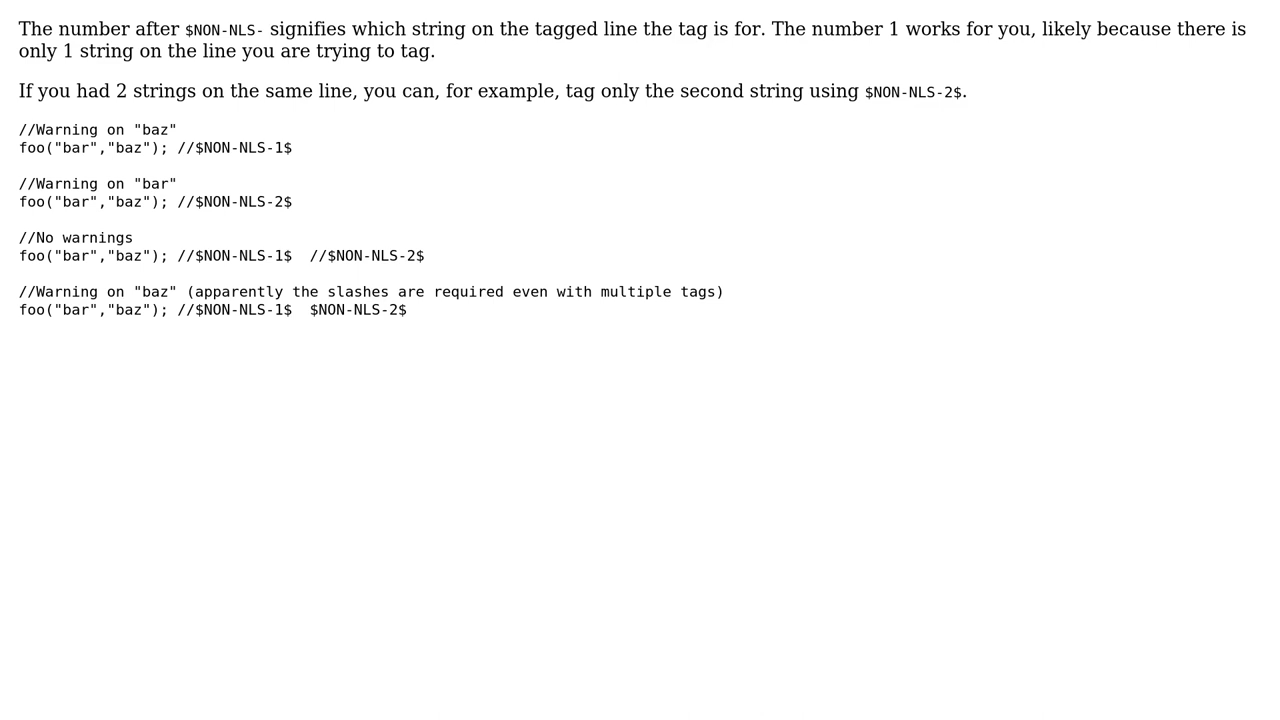 The number after $NON-NLS- signifies which string on the tagged line the tag is for. The number 1 works for you, likely because there is
only 1 string on the line you are trying to tag.
If you had 2 strings on the same line, you can, for example, tag only the second string using $NON-NLS-2$.
//Warning on "baz"
foo("bar","baz"); //$NON-NLS-1$
//Warning on "bar"
foo("bar","baz"); //$NON-NLS-2$
//No warnings
foo("bar","baz"); //$NON-NLS-1$  //$NON-NLS-2$
//Warning on "baz" (apparently the slashes are required even with multiple tags)
foo("bar","baz"); //$NON-NLS-1$  $NON-NLS-2$